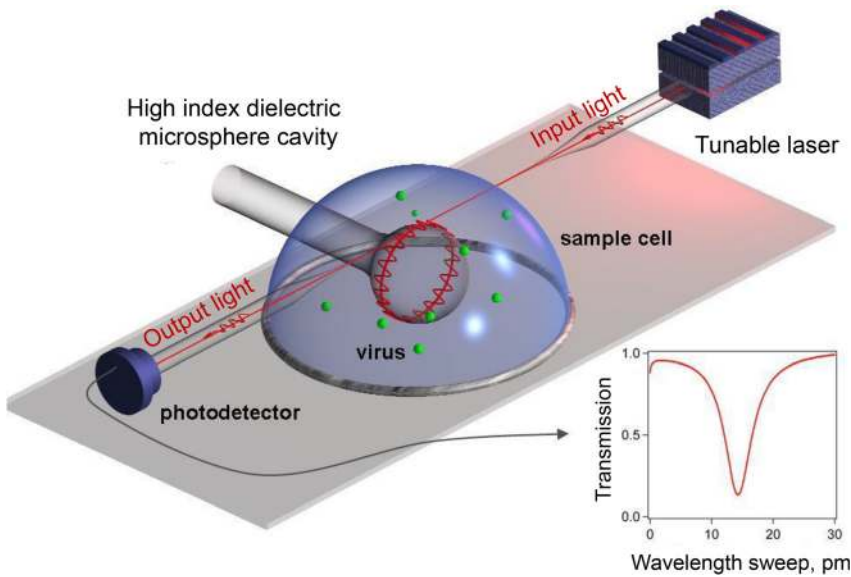 High index dielectric
microsphere cavity
Input light
Tunable laser
sample cell
Output light
virus
photodetector
1.0
0.5
0.0
Transmission
0
10
20
30
Wavelength sweep, pm